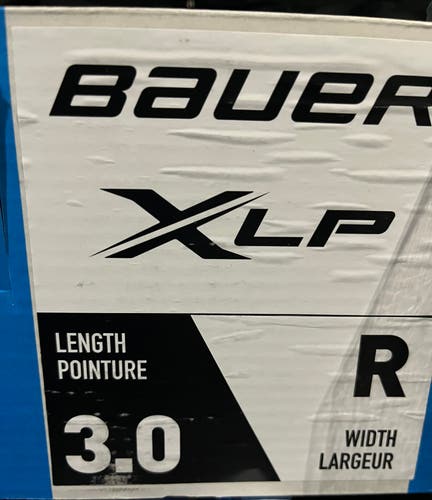 BAUER
XLP
LENGTH
POINTURE
3.0
R
WIDTH
LARGEUR